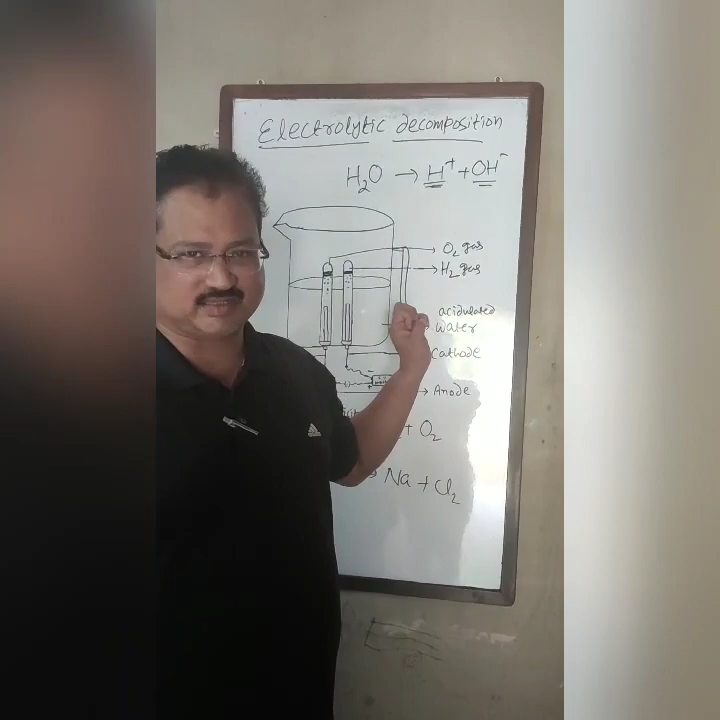 Electrolytic decomposition
H₂O → H⁺ + OH⁻
→ O₂ gas
→ H₂ gas
acidulated
water
cathode
→ Anode
+ O₂
Na + Cl₂